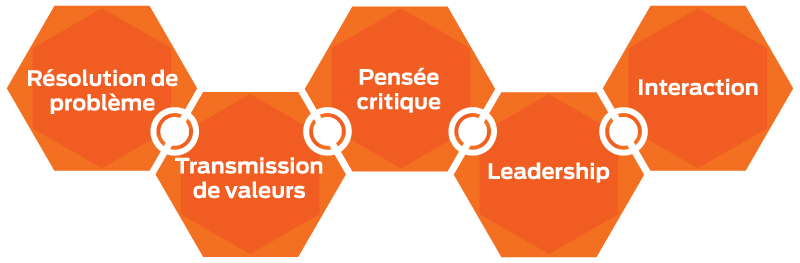 Résolution de
problème
Transmission
de valeurs
Pensée
critique
Leadership
Interaction